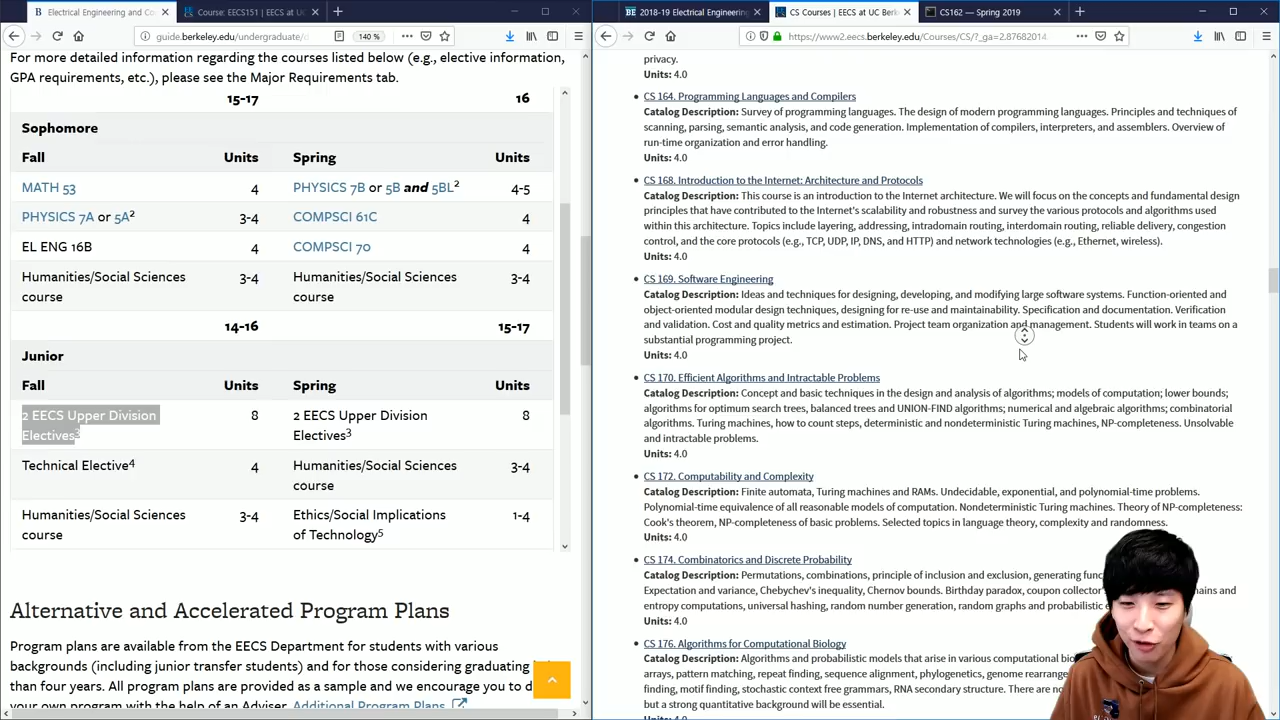 Electrical Engineering and Co
Course: EECS151 | EECS at UC
2018-19 Electrical Engineering
CS Courses | EECS at UC Berk
CS162 — Spring 2019
guide.berkeley.edu/undergraduate/
140 %
https://www2.eecs.berkeley.edu/Courses/CS/?_ga=2.87682014
For more detailed information regarding the courses listed below (e.g., elective information,
GPA requirements, etc.), please see the Major Requirements tab.
15-17 16
Sophomore
Fall Units Spring Units
MATH 53 4 PHYSICS 7B or 5B and 5BL2 4-5
PHYSICS 7A or 5A2 3-4 COMPSCI 61C 4
EL ENG 16B 4 COMPSCI 70 4
Humanities/Social Sciences 3-4 Humanities/Social Sciences 3-4
course course
14-16 15-17
Junior
Fall Units Spring Units
2 EECS Upper Division 8 2 EECS Upper Division 8
Electives3 Electives3
Technical Elective4 4 Humanities/Social Sciences 3-4
course
Humanities/Social Sciences 3-4 Ethics/Social Implications 1-4
course of Technology5
Alternative and Accelerated Program Plans
Program plans are available from the EECS Department for students with various
backgrounds (including junior transfer students) and for those considering graduating
than four years. All program plans are provided as a sample and we encourage you to
your own program with the help of an Adviser. Additional Program Plans
privacy.
Units: 4.0
CS 164. Programming Languages and Compilers
Catalog Description: Survey of programming languages. The design of modern programming languages. Principles and techniques of
scanning, parsing, semantic analysis, and code generation. Implementation of compilers, interpreters, and assemblers. Overview of
run-time organization and error handling.
Units: 4.0
CS 168. Introduction to the Internet: Architecture and Protocols
Catalog Description: This course is an introduction to the Internet architecture. We will focus on the concepts and fundamental design
principles that have contributed to the Internet's scalability and robustness and survey the various protocols and algorithms used
within this architecture. Topics include layering, addressing, intradomain routing, interdomain routing, reliable delivery, congestion
control, and the core protocols (e.g., TCP, UDP, IP, DNS, and HTTP) and network technologies (e.g., Ethernet, wireless).
Units: 4.0
CS 169. Software Engineering
Catalog Description: Ideas and techniques for designing, developing, and modifying large software systems. Function-oriented and
object-oriented modular design techniques, designing for re-use and maintainability. Specification and documentation. Verification
and validation. Cost and quality metrics and estimation. Project team organization and management. Students will work in teams on a
substantial programming project.
Units: 4.0
CS 170. Efficient Algorithms and Intractable Problems
Catalog Description: Concept and basic techniques in the design and analysis of algorithms; models of computation; lower bounds;
algorithms for optimum search trees, balanced trees and UNION-FIND algorithms; numerical and algebraic algorithms; combinatorial
algorithms. Turing machines, how to count steps, deterministic and nondeterministic Turing machines, NP-completeness. Unsolvable
and intractable problems.
Units: 4.0
CS 172. Computability and Complexity
Catalog Description: Finite automata, Turing machines and RAMs. Undecidable, exponential, and polynomial-time problems.
Polynomial-time equivalence of all reasonable models of computation. Nondeterministic Turing machines. Theory of NP-completeness:
Cook's theorem, NP-completeness of basic problems. Selected topics in language theory, complexity and randomness.
Units: 4.0
CS 174. Combinatorics and Discrete Probability
Catalog Description: Permutations, combinations, principle of inclusion and exclusion, generating
Expectation and variance, Chebychev's inequality, Chernov bounds. Birthday paradox, coupon collector's
entropy computations, universal hashing, random number generation, random graphs and probabilistic
Units: 4.0
CS 176. Algorithms for Computational Biology
Catalog Description: Algorithms and probabilistic models that arise in various computational
arrays, pattern matching, repeat finding, sequence alignment, phylogenetics, genome
finding, motif finding, stochastic context free grammars, RNA secondary structure. There are
but a strong quantitative background will be essential.